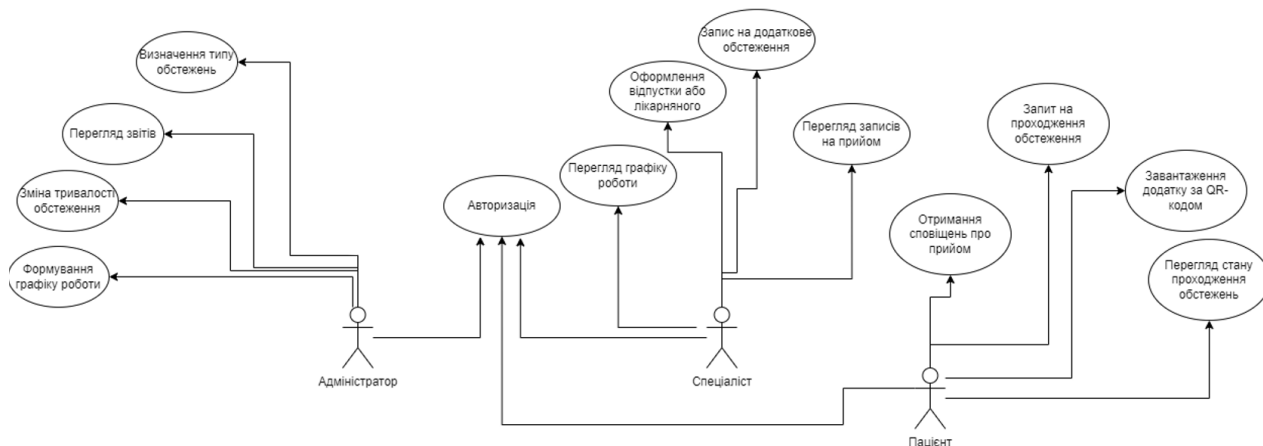 Визначення типу
обстежень
Перегляд звітів
Зміна тривалості
обстеження
Формування
графіку роботи
Адміністратор
Авторизація
Запис на додаткове
обстеження
Оформлення
відпустки або
лікарняного
Перегляд записів
на прийом
Перегляд графіку
роботи
Спеціаліст
Запит на
проходження
обстеження
Завантаження
додатку за QR-
кодом
Отримання
сповіщень про
прийом
Перегляд стану
проходження
обстежень
Пацієнт